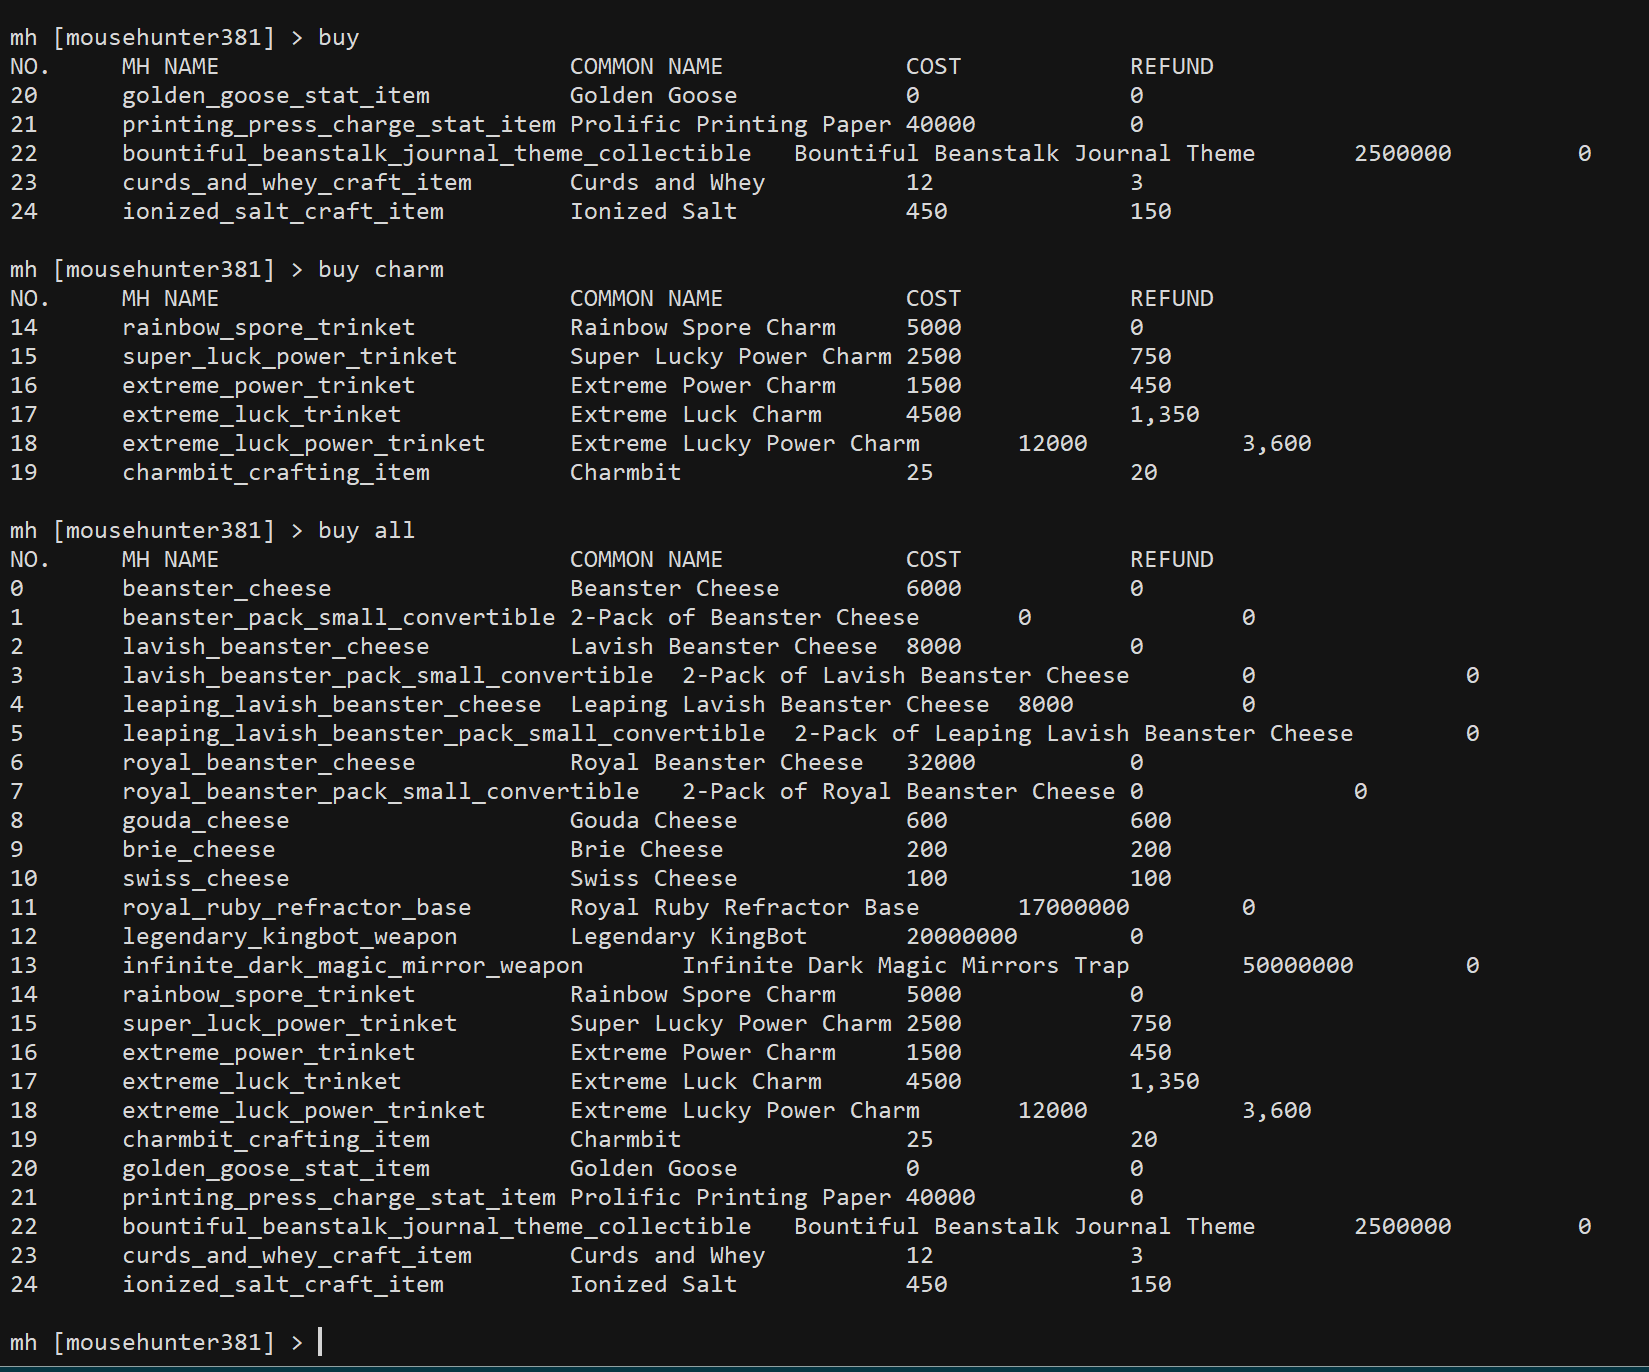 mh [mousehunter381] > buy
NO.	MH NAME	COMMON NAME	COST	REFUND
20	golden_goose_stat_item	Golden Goose	0	0
21	printing_press_charge_stat_item	Prolific Printing Paper	40000	0
22	bountiful_beanstalk_journal_theme_collectible	Bountiful Beanstalk Journal Theme	2500000	0
23	curds_and_whey_craft_item	Curds and Whey	12	3
24	ionized_salt_craft_item	Ionized Salt	450	150
mh [mousehunter381] > buy charm
NO.	MH NAME	COMMON NAME	COST	REFUND
14	rainbow_spore_trinket	Rainbow Spore Charm	5000	0
15	super_luck_power_trinket	Super Lucky Power Charm	2500	750
16	extreme_power_trinket	Extreme Power Charm	1500	450
17	extreme_luck_trinket	Extreme Luck Charm	4500	1,350
18	extreme_luck_power_trinket	Extreme Lucky Power Charm	12000	3,600
19	charmbit_crafting_item	Charmbit	25	20
mh [mousehunter381] > buy all
NO.	MH NAME	COMMON NAME	COST	REFUND
0	beanster_cheese	Beanster Cheese	6000	0
1	beanster_pack_small_convertible	2-Pack of Beanster Cheese	0	0
2	lavish_beanster_cheese	Lavish Beanster Cheese	8000	0
3	lavish_beanster_pack_small_convertible	2-Pack of Lavish Beanster Cheese	0	0
4	leaping_lavish_beanster_cheese	Leaping Lavish Beanster Cheese	8000	0
5	leaping_lavish_beanster_pack_small_convertible	2-Pack of Leaping Lavish Beanster Cheese	0
6	royal_beanster_cheese	Royal Beanster Cheese	32000	0
7	royal_beanster_pack_small_convertible	2-Pack of Royal Beanster Cheese	0	0
8	gouda_cheese	Gouda Cheese	600	600
9	brie_cheese	Brie Cheese	200	200
10	swiss_cheese	Swiss Cheese	100	100
11	royal_ruby_refractor_base	Royal Ruby Refractor Base	17000000	0
12	legendary_kingbot_weapon	Legendary KingBot	20000000	0
13	infinite_dark_magic_mirror_weapon	Infinite Dark Magic Mirrors Trap	50000000	0
14	rainbow_spore_trinket	Rainbow Spore Charm	5000	0
15	super_luck_power_trinket	Super Lucky Power Charm	2500	750
16	extreme_power_trinket	Extreme Power Charm	1500	450
17	extreme_luck_trinket	Extreme Luck Charm	4500	1,350
18	extreme_luck_power_trinket	Extreme Lucky Power Charm	12000	3,600
19	charmbit_crafting_item	Charmbit	25	20
20	golden_goose_stat_item	Golden Goose	0	0
21	printing_press_charge_stat_item	Prolific Printing Paper	40000	0
22	bountiful_beanstalk_journal_theme_collectible	Bountiful Beanstalk Journal Theme	2500000	0
23	curds_and_whey_craft_item	Curds and Whey	12	3
24	ionized_salt_craft_item	Ionized Salt	450	150
mh [mousehunter381] >